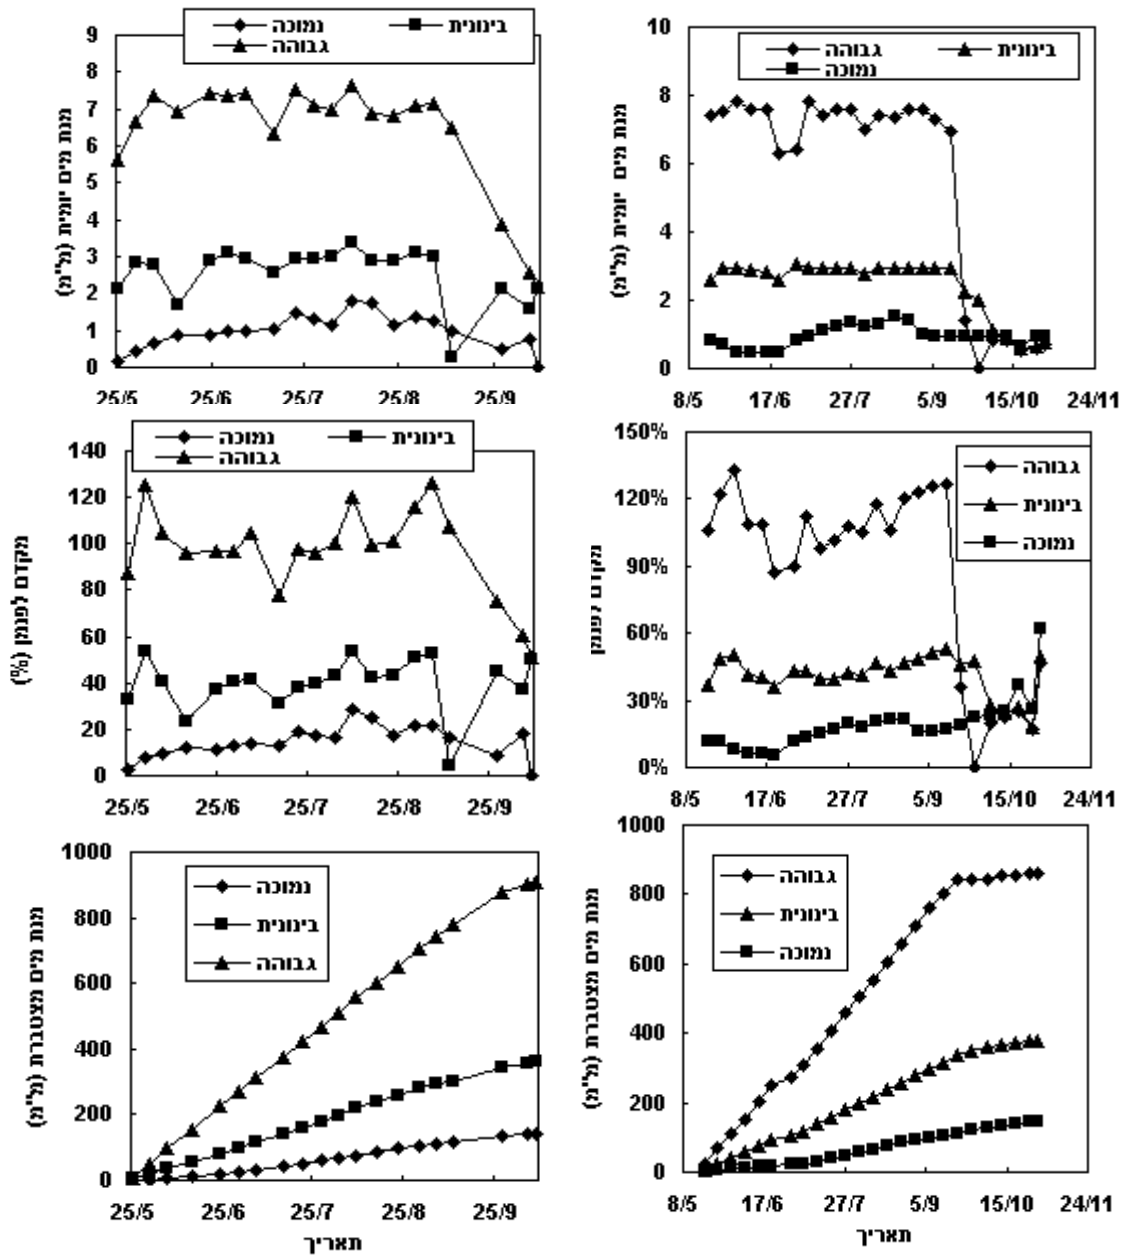 נמוכה
בינונית
גבוהה
מנת מים יומית (מ"מ)
9
8
7
6
5
4
3
2
1
0
25/5
25/6
25/7
25/8
25/9
גבוהה
בינונית
נמוכה
מנת מים יומית (מ"מ)
10
8
6
4
2
0
8/5
17/6
27/7
5/9
15/10
24/11
נמוכה
בינונית
גבוהה
מקדם לפנמן (%)
140
120
100
80
60
40
20
0
25/5
25/6
25/7
25/8
25/9
גבוהה
בינונית
נמוכה
מקדם לפנמן
150%
120%
90%
60%
30%
0%
8/5
17/6
27/7
5/9
15/10
24/11
נמוכה
בינונית
גבוהה
מנת מים מצטברת (מ"מ)
1000
800
600
400
200
0
25/5
25/6
25/7
25/8
25/9
תאריך
גבוהה
בינונית
נמוכה
מנת מים מצטברת (מ"מ)
1000
800
600
400
200
0
8/5
17/6
27/7
5/9
15/10
24/11
תאריך